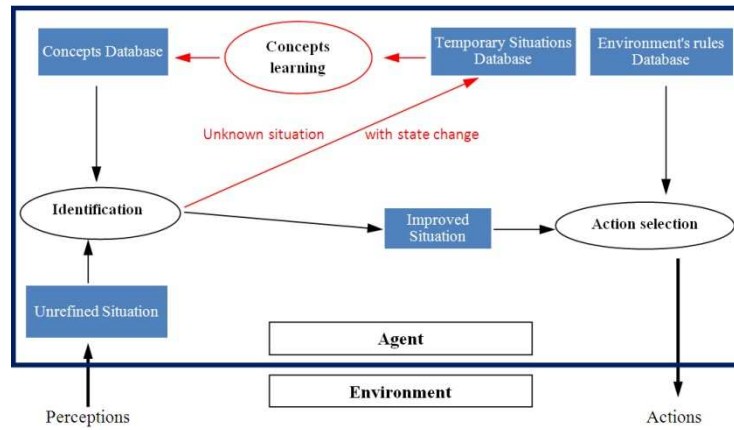 Concepts Database
Concepts
learning
Temporary Situations
Database
Environment's rules
Database
Unknown situation
with state change
Identification
Improved
Situation
Action selection
Unrefined Situation
Agent
Environment
Perceptions
Actions